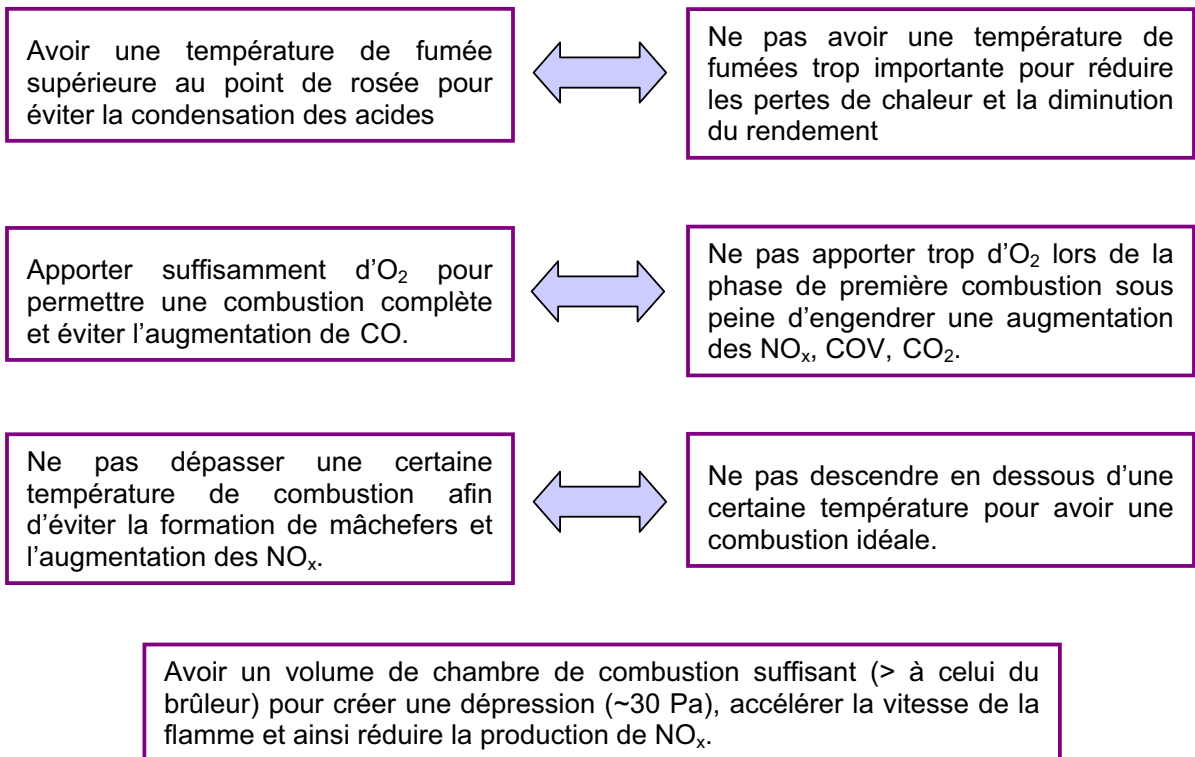 Avoir une température de fumée
supérieure au point de rosée pour
éviter la condensation des acides
Ne pas avoir une température de
fumées trop importante pour réduire
les pertes de chaleur et la diminution
du rendement
Apporter suffisamment d’O₂ pour
permettre une combustion complète
et éviter l’augmentation de CO.
Ne pas apporter trop d’O₂ lors de la
phase de première combustion sous
peine d’engendrer une augmentation
des NOₓ, COV, CO₂.
Ne pas dépasser une certaine
température de combustion afin
d’éviter la formation de mâchefers et
l’augmentation des NOₓ.
Ne pas descendre en dessous d’une
certaine température pour avoir une
combustion idéale.
Avoir un volume de chambre de combustion suffisant (> à celui du
brûleur) pour créer une dépression (~30 Pa), accélérer la vitesse de la
flamme et ainsi réduire la production de NOₓ.